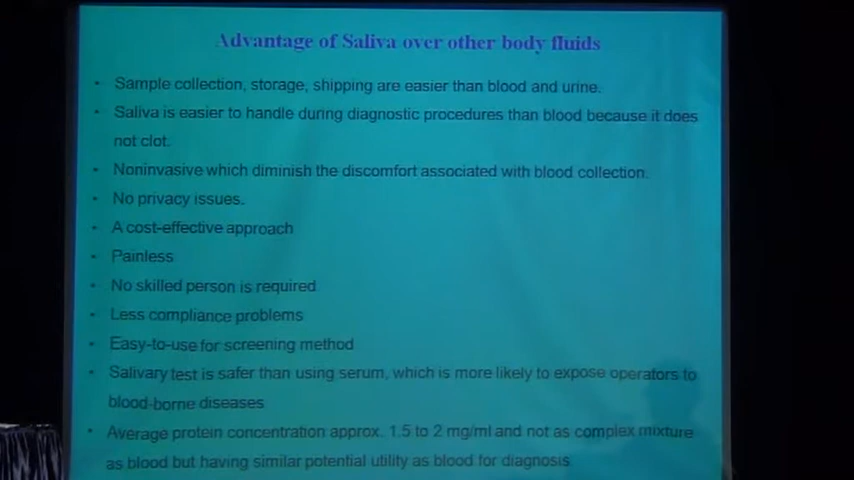 Advantage of Saliva over other body fluids
• Sample collection, storage, shipping are easier than blood and urine.
• Saliva is easier to handle during diagnostic procedures than blood because it does
not clot.
• Noninvasive which diminish the discomfort associated with blood collection.
• No privacy issues.
• A cost-effective approach
• Painless
• No skilled person is required
• Less compliance problems
• Easy-to-use for screening method
• Salivary test is safer than using serum, which is more likely to expose operators to
blood-borne diseases
• Average protein concentration approx. 1.5 to 2 mg/ml and not as complex mixture
as blood but having similar potential utility as blood for diagnosis